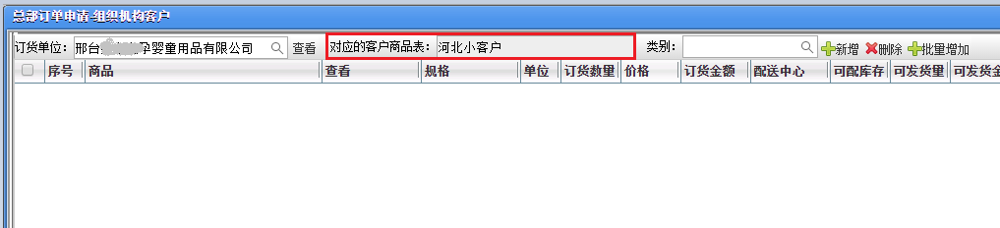 总部订单申请-组织机构客户
订货单位： 邢台 孕婴童用品有限公司 查看 对应的客户商品表： 河北小客户 类别： 新增 删除 批量增加
序号 商品 查看 规格 单位 订货数量 价格 订货金额 配送中心 可配库存 可发货量 可发货金